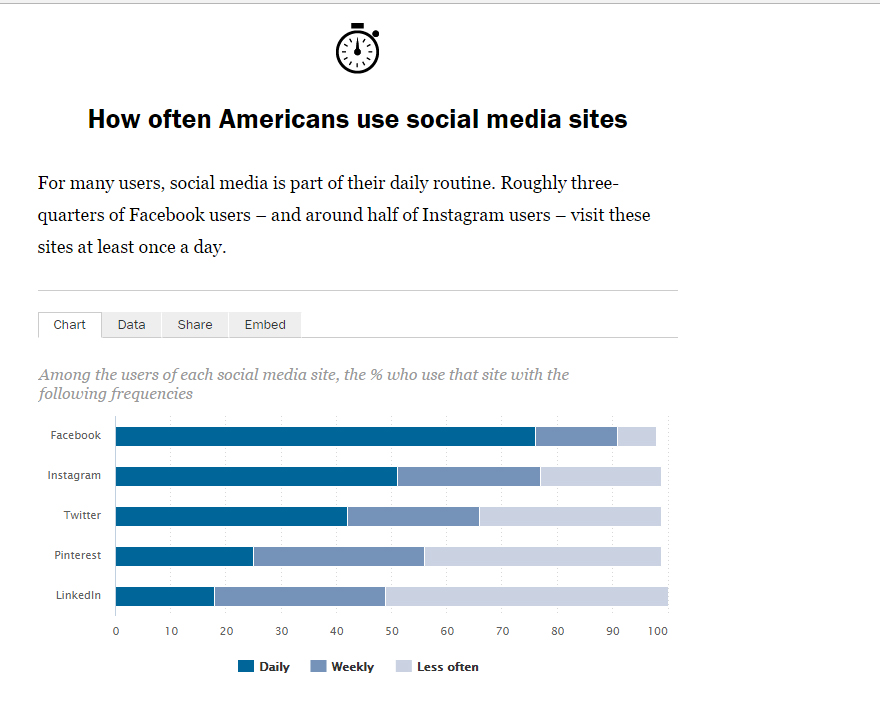 How often Americans use social media sites
For many users, social media is part of their daily routine. Roughly three-
quarters of Facebook users – and around half of Instagram users – visit these
sites at least once a day.
Chart Data Share Embed
Among the users of each social media site, the % who use that site with the
following frequencies
Facebook
Instagram
Twitter
Pinterest
LinkedIn
0 10 20 30 40 50 60 70 80 90 100
Daily Weekly Less often